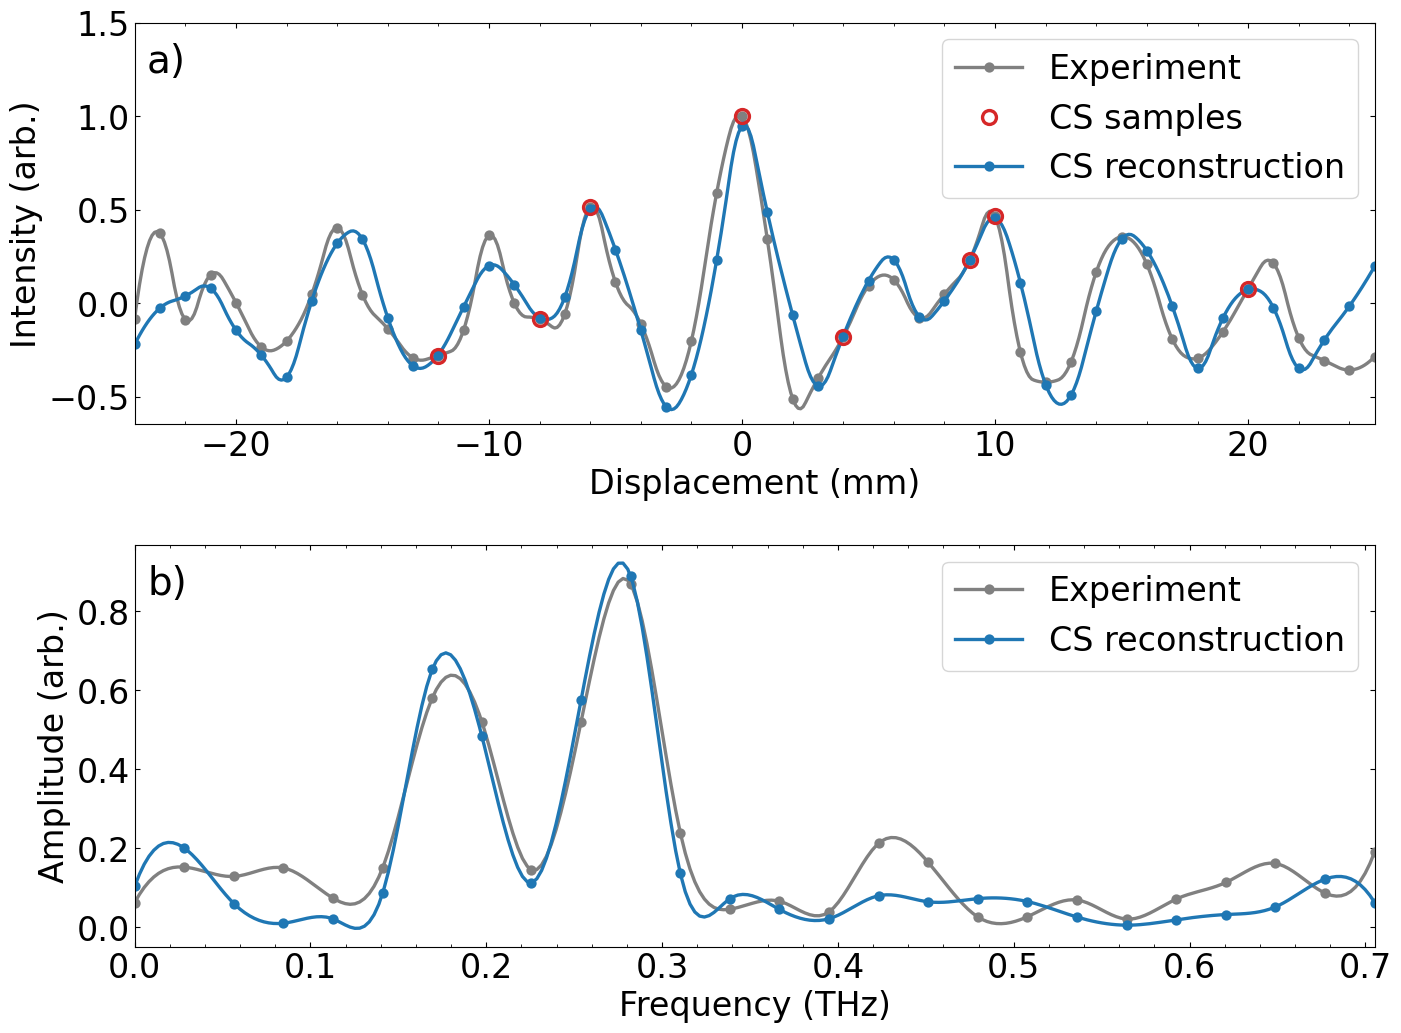 a)
1.5
1.0
0.5
0.0
−0.5
Intensity (arb.)
Experiment
CS samples
CS reconstruction
−20
−10
0
10
20
Displacement (mm)
b)
0.8
0.6
0.4
0.2
0.0
Amplitude (arb.)
Experiment
CS reconstruction
0.0
0.1
0.2
0.3
0.4
0.5
0.6
0.7
Frequency (THz)